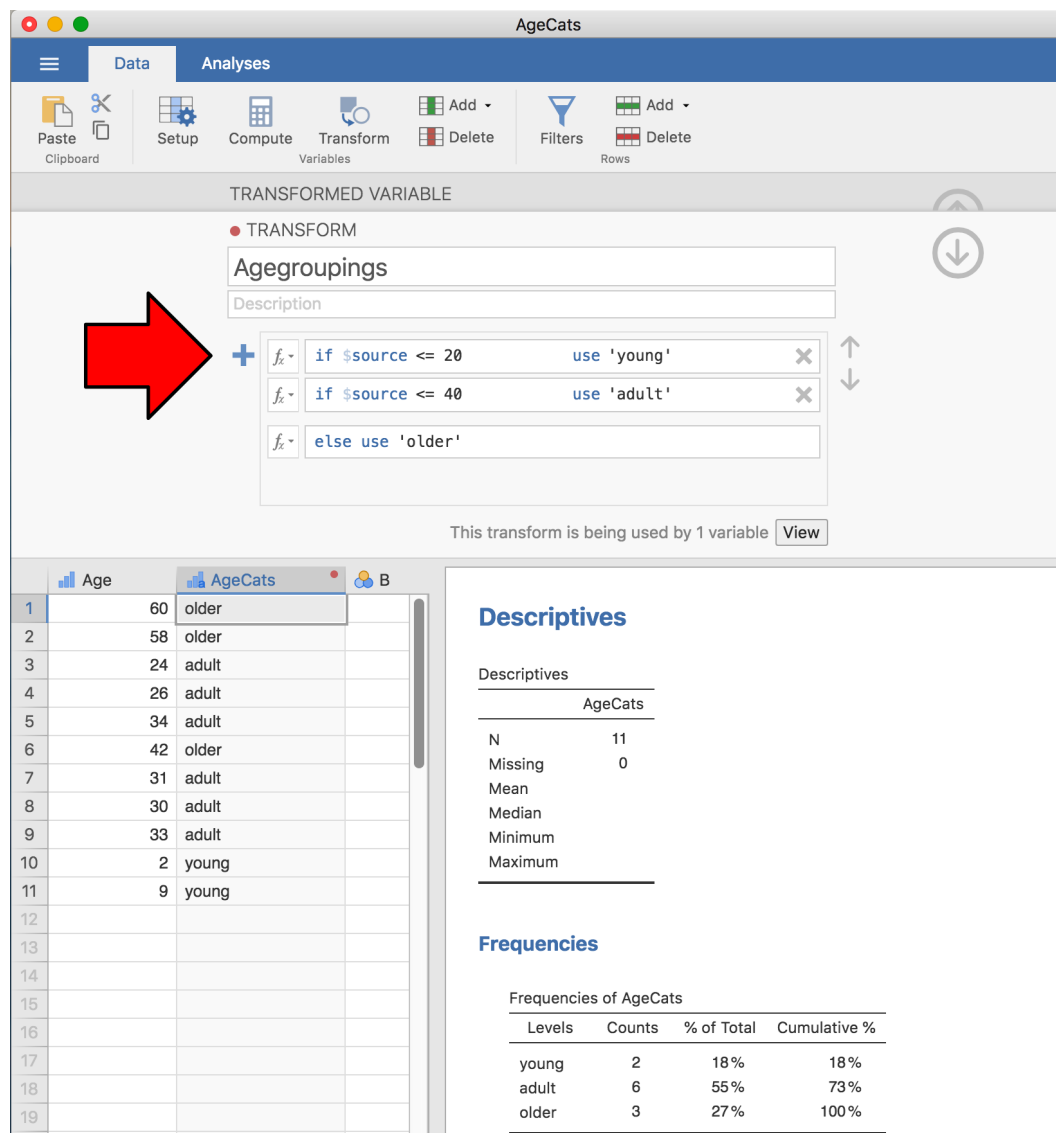 AgeCats
Data Analyses
Paste Setup Compute Transform Add Delete Filters Add Delete
Clipboard Variables Rows
TRANSFORMED VARIABLE
TRANSFORM
Agegroupings
Description
fx if $source <= 20 use 'young'
fx if $source <= 40 use 'adult'
fx else use 'older'
This transform is being used by 1 variable View
Age a AgeCats B
1 60 older
2 58 older
3 24 adult
4 26 adult
5 34 adult
6 42 older
7 31 adult
8 30 adult
9 33 adult
10 2 young
11 9 young
12
13
14
15
16
17
18
19
Descriptives
Descriptives
AgeCats
N 11
Missing 0
Mean
Median
Minimum
Maximum
Frequencies
Frequencies of AgeCats
Levels Counts % of Total Cumulative %
young 2 18% 18%
adult 6 55% 73%
older 3 27% 100%